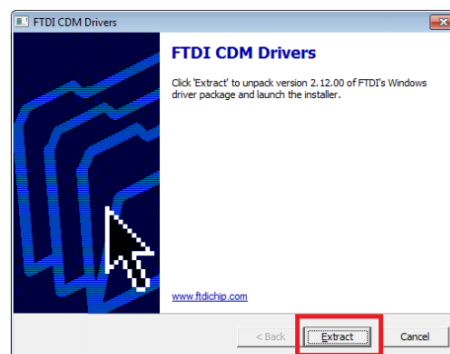 FTDI CDM Drivers
FTDI CDM Drivers
Click 'Extract' to unpack version 2.12.00 of FTDI's Windows
driver package and launch the installer.
www.ftdichip.com
< Back
Extract
Cancel